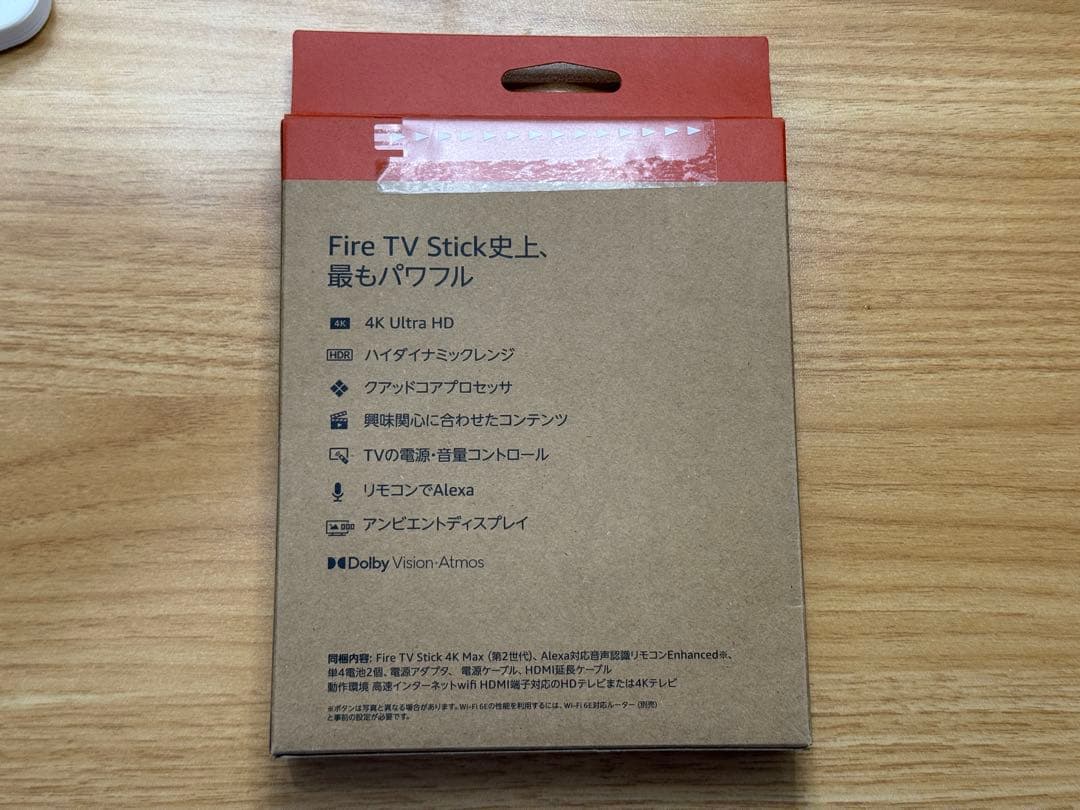 Fire TV Stick史上、
最もパワフル
4K 4K Ultra HD
HDR ハイダイナミックレンジ
クアッドコアプロセッサ
興味関心に合わせたコンテンツ
TVの電源・音量コントロール
リモコンでAlexa
アンビエントディスプレイ
Dolby Vision·Atmos
同梱内容: Fire TV Stick 4K Max（第2世代）、Alexa対応音声認識リモコンEnhanced※、
単4電池2個、電源アダプタ、 電源ケーブル、HDMI延長ケーブル
動作環境 高速インターネットwifi HDMI端子対応のHDテレビまたは4Kテレビ
※ボタンは写真と異なる場合があります。Wi-Fi 6Eの性能を利用するには、Wi-Fi 6E対応ルーター（別売）
と事前の設定が必要です。